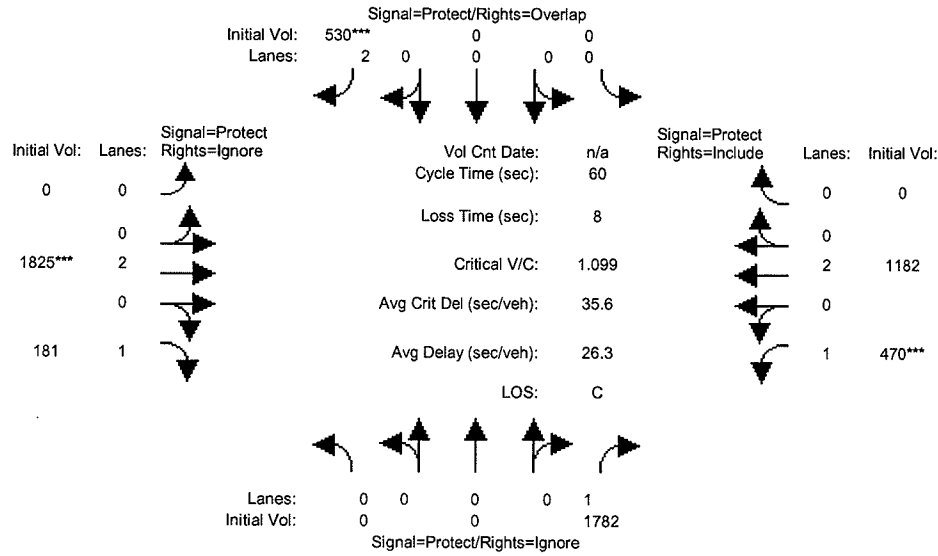 Signal=Protect/Rights=Overlap
Initial Vol: 530*** 0 0
Lanes: 2 0 0 0 0
Signal=Protect
Rights=Ignore
Initial Vol: Lanes:
Vol Cnt Date: n/a
Signal=Protect
Rights=Include
Lanes: Initial Vol:
Cycle Time (sec): 60
0 0
0 0
Loss Time (sec): 8
0
0
1825*** 2
Critical V/C: 1.099
2 1182
0
Avg Crit Del (sec/veh): 35.6
0
181 1
Avg Delay (sec/veh): 26.3
1 470***
LOS: C
Lanes: 0 0 0 0 1
Initial Vol: 0 0 1782
Signal=Protect/Rights=Ignore